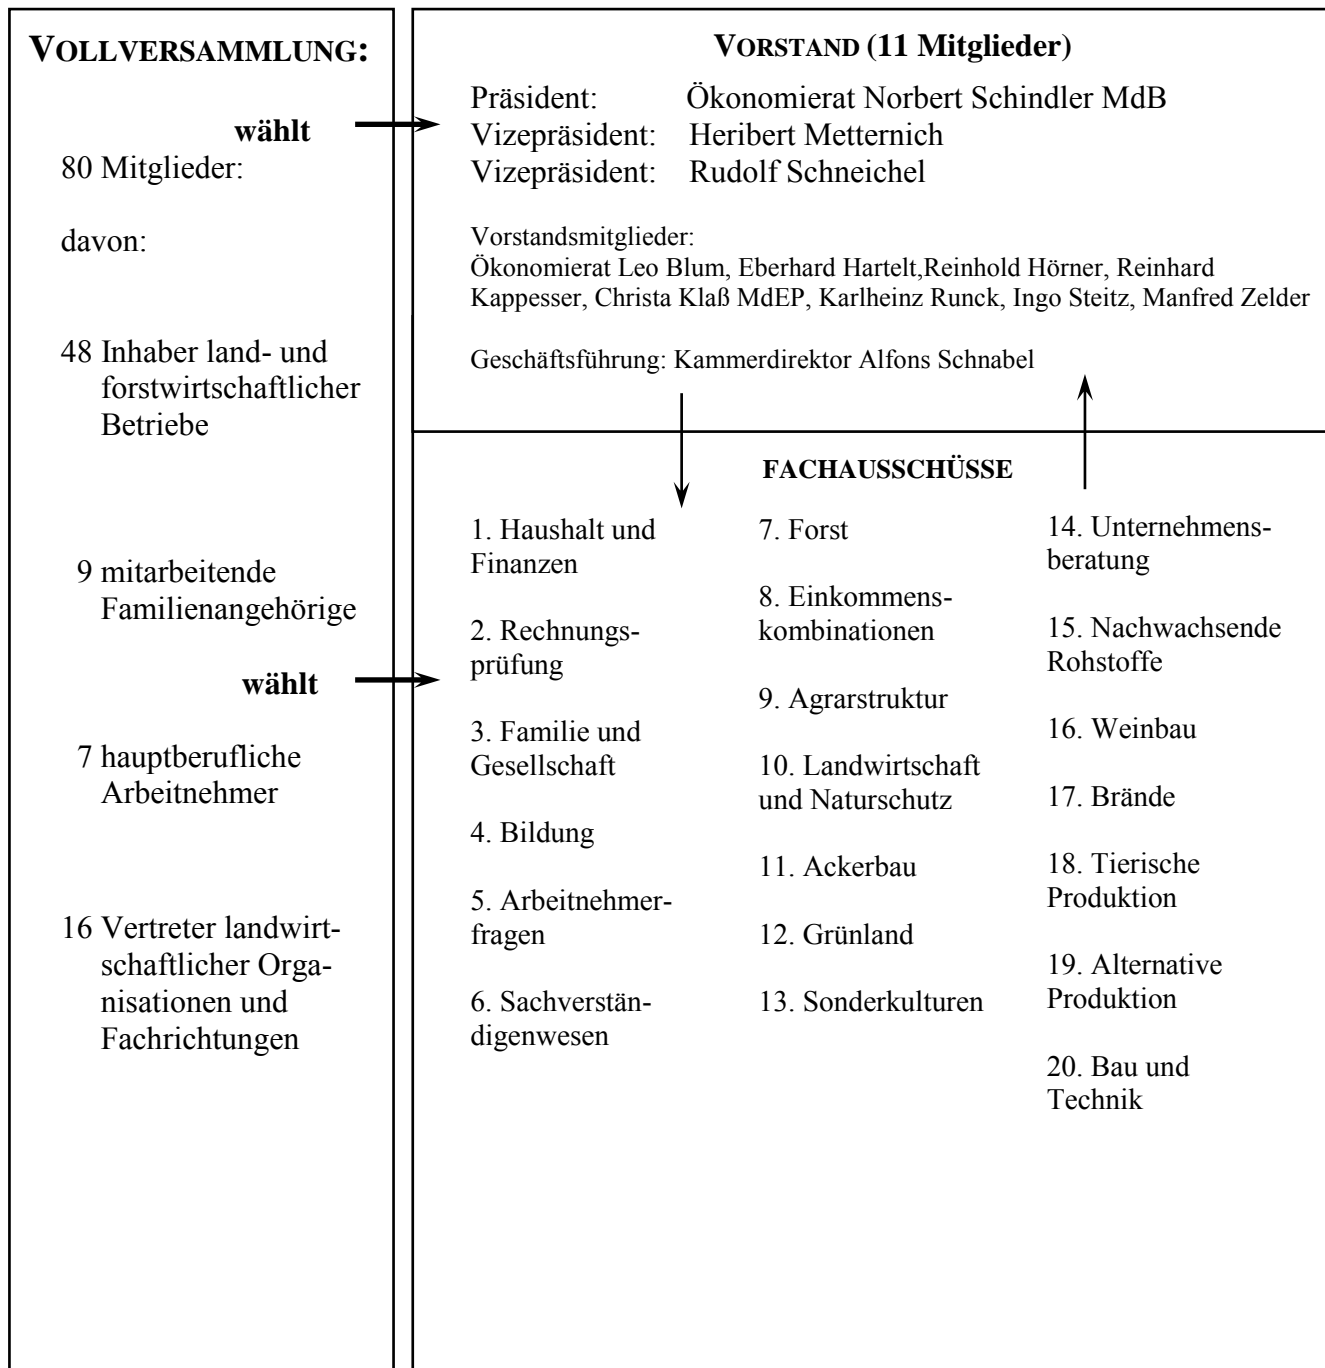 VOLLVERSAMMLUNG:
wählt
80 Mitglieder:
davon:
48 Inhaber land- und
forstwirtschaftlicher
Betriebe
9 mitarbeitende
Familienangehörige
wählt
7 hauptberufliche
Arbeitnehmer
16 Vertreter landwirt-
schaftlicher Orga-
nisationen und
Fachrichtungen
VORSTAND (11 Mitglieder)
Präsident: Ökonomierat Norbert Schindler MdB
Vizepräsident: Heribert Metternich
Vizepräsident: Rudolf Schneichel
Vorstandsmitglieder:
Ökonomierat Leo Blum, Eberhard Hartelt,Reinhold Hörner, Reinhard
Kappesser, Christa Klaß MdEP, Karlheinz Runck, Ingo Steitz, Manfred Zelder
Geschäftsführung: Kammerdirektor Alfons Schnabel
FACHAUSSCHÜSSE
1. Haushalt und
Finanzen
2. Rechnungs-
prüfung
3. Familie und
Gesellschaft
4. Bildung
5. Arbeitnehmer-
fragen
6. Sachverstän-
digenwesen
7. Forst
8. Einkommens-
kombinationen
9. Agrarstruktur
10. Landwirtschaft
und Naturschutz
11. Ackerbau
12. Grünland
13. Sonderkulturen
14. Unternehmens-
beratung
15. Nachwachsende
Rohstoffe
16. Weinbau
17. Brände
18. Tierische
Produktion
19. Alternative
Produktion
20. Bau und
Technik